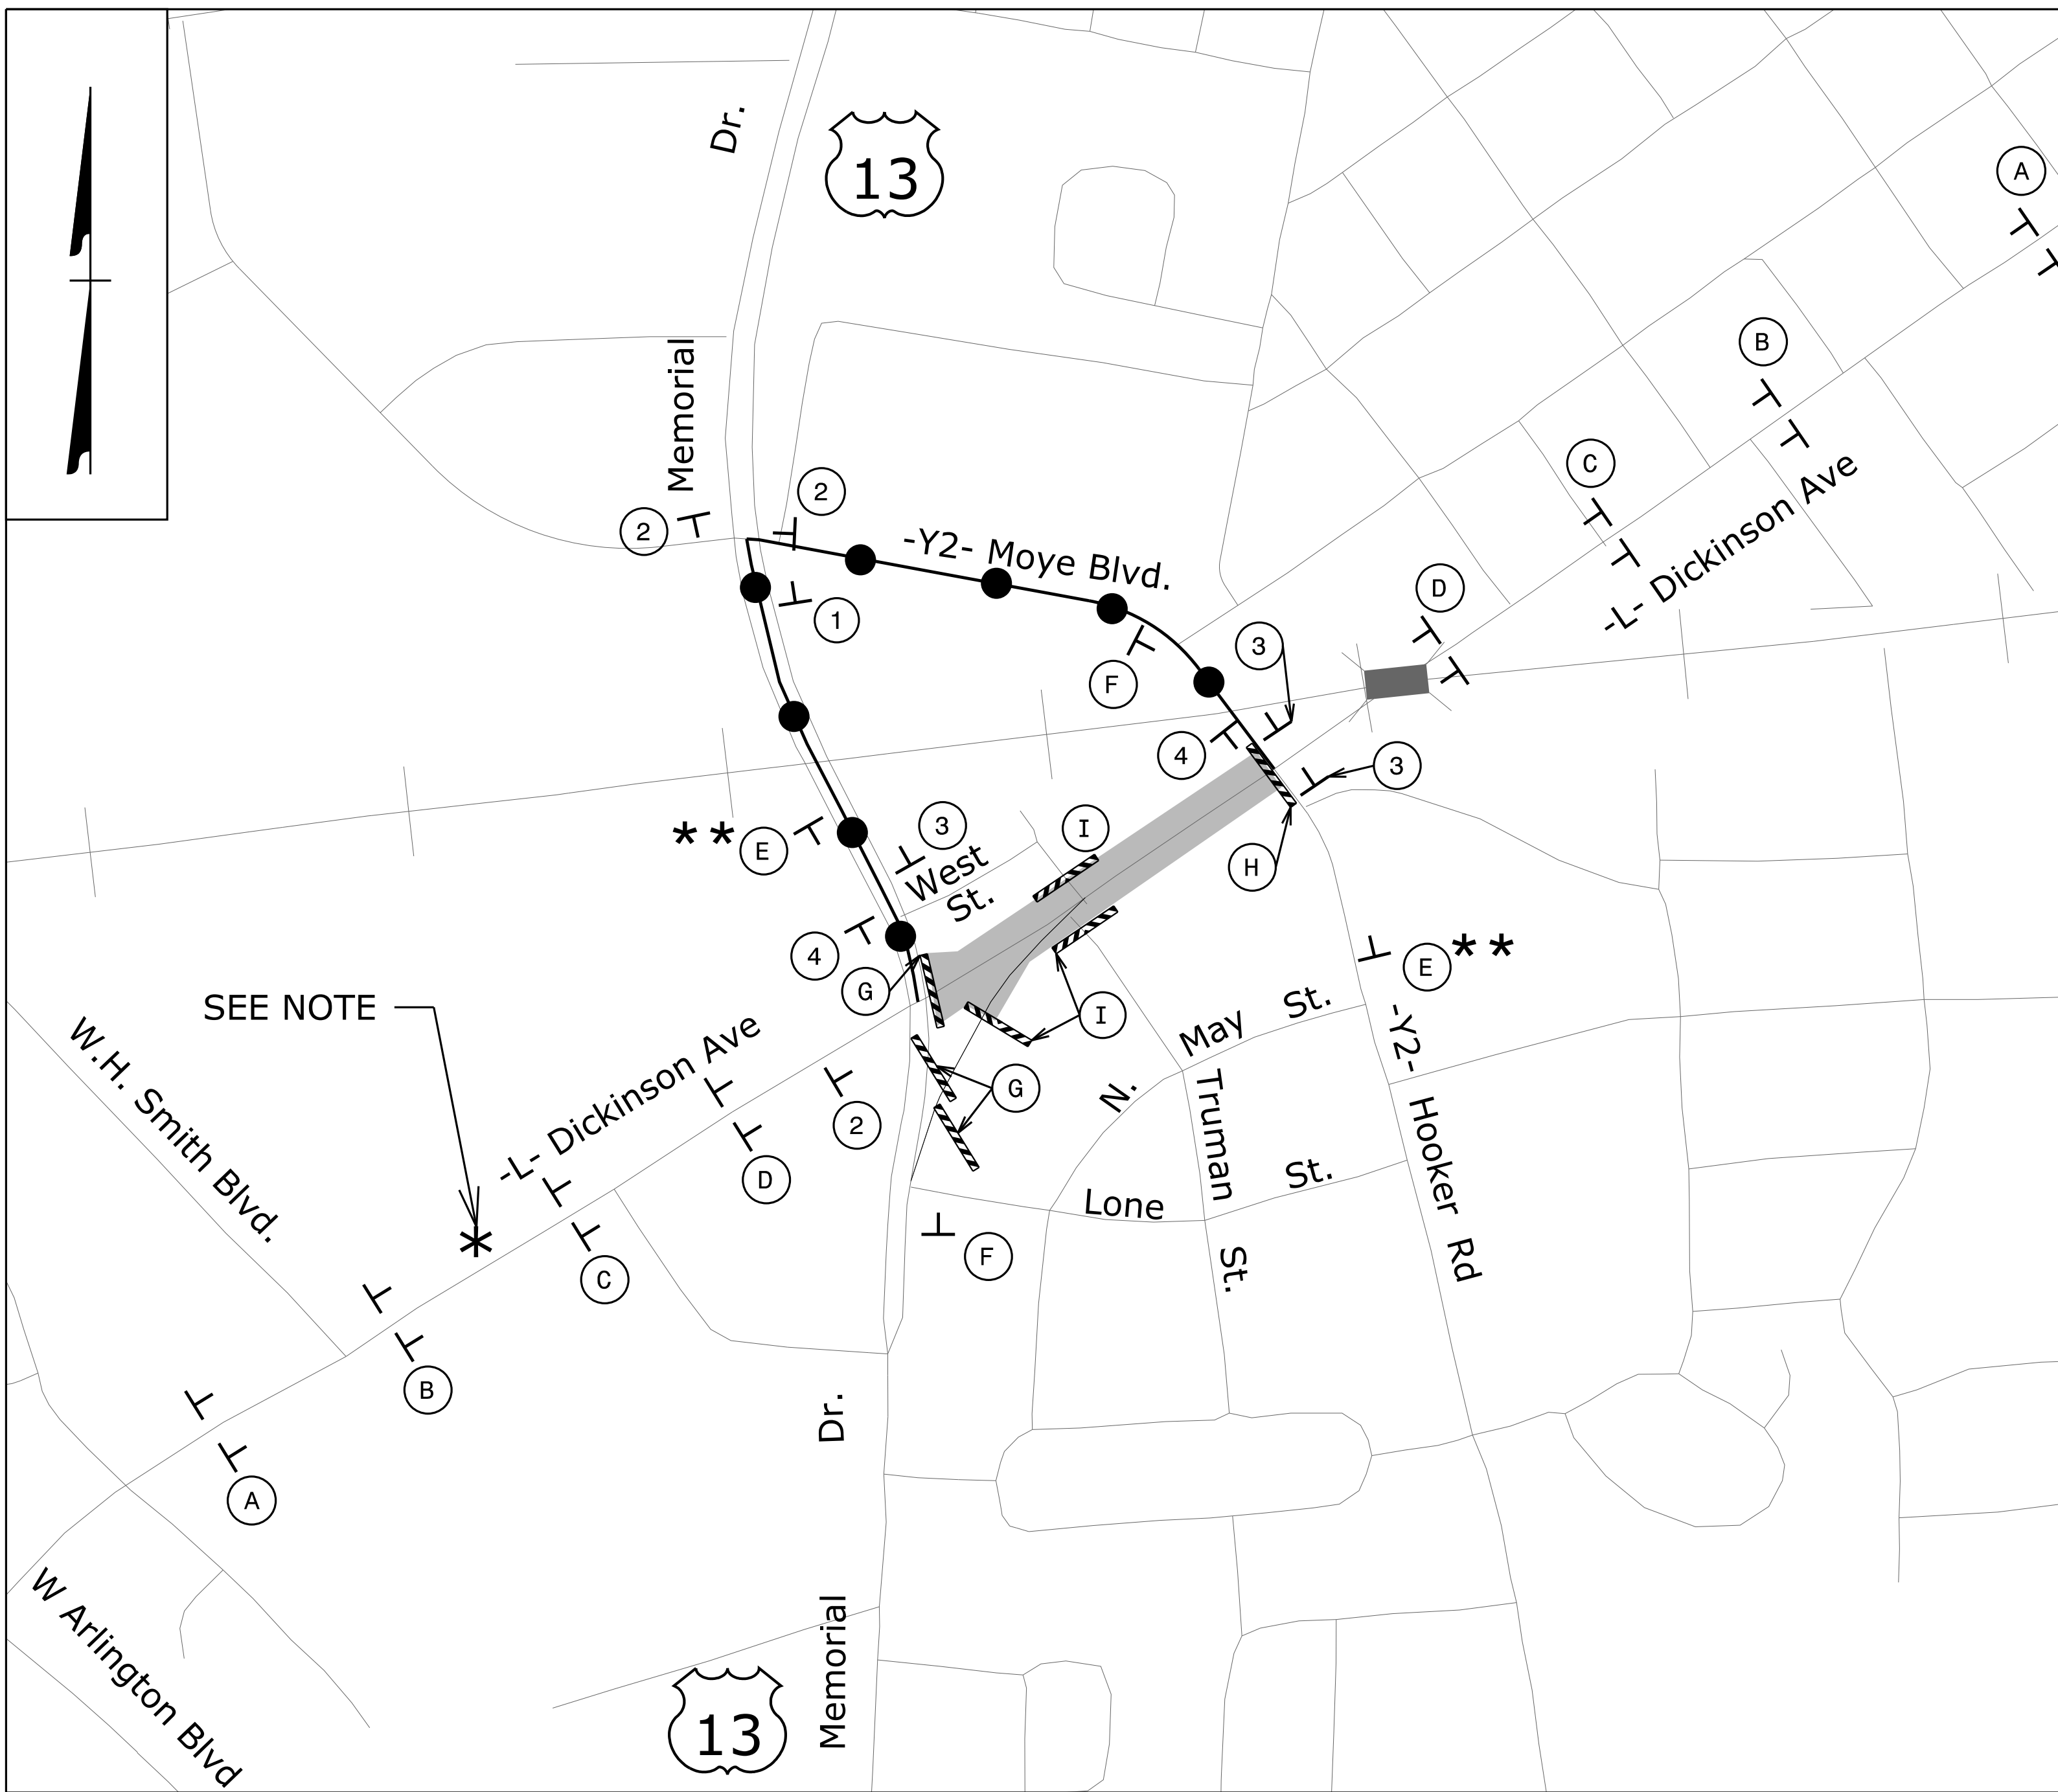 Dr.
13
A
B
Memorial
C
2
2
-L- Dickinson Ave
-Y2- Moye Blvd.
D
1
3
F
4
3
3
I
**
E
H
West
St.
4
G
E
**
SEE NOTE
I
May St.
-Y2- Hooker Rd
W.H. Smith Blvd.
-L- Dickinson Ave
N.
G
2
Truman St.
D
Lone St.
*
F
C
B
Dr.
A
W Arlington Blvd
Memorial
13